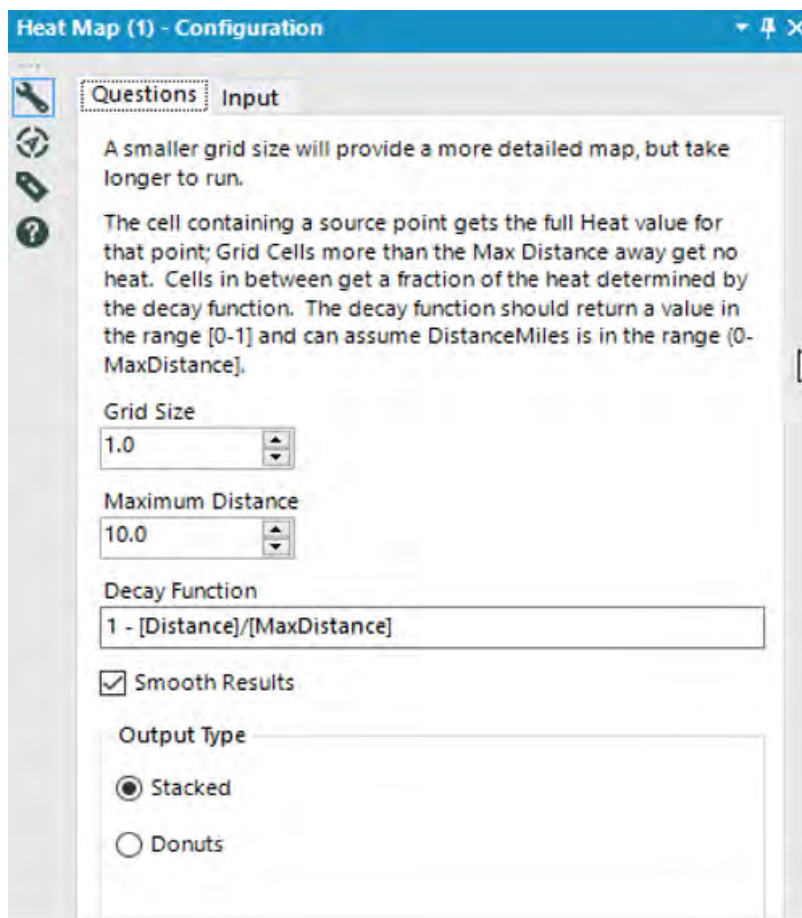 Heat Map (1) - Configuration
Questions Input
A smaller grid size will provide a more detailed map, but take
longer to run.
The cell containing a source point gets the full Heat value for
that point; Grid Cells more than the Max Distance away get no
heat. Cells in between get a fraction of the heat determined by
the decay function. The decay function should return a value in
the range [0-1] and can assume DistanceMiles is in the range (0-
MaxDistance].
Grid Size
1.0
Maximum Distance
10.0
Decay Function
1 - [Distance]/[MaxDistance]
Smooth Results
Output Type
Stacked
Donuts